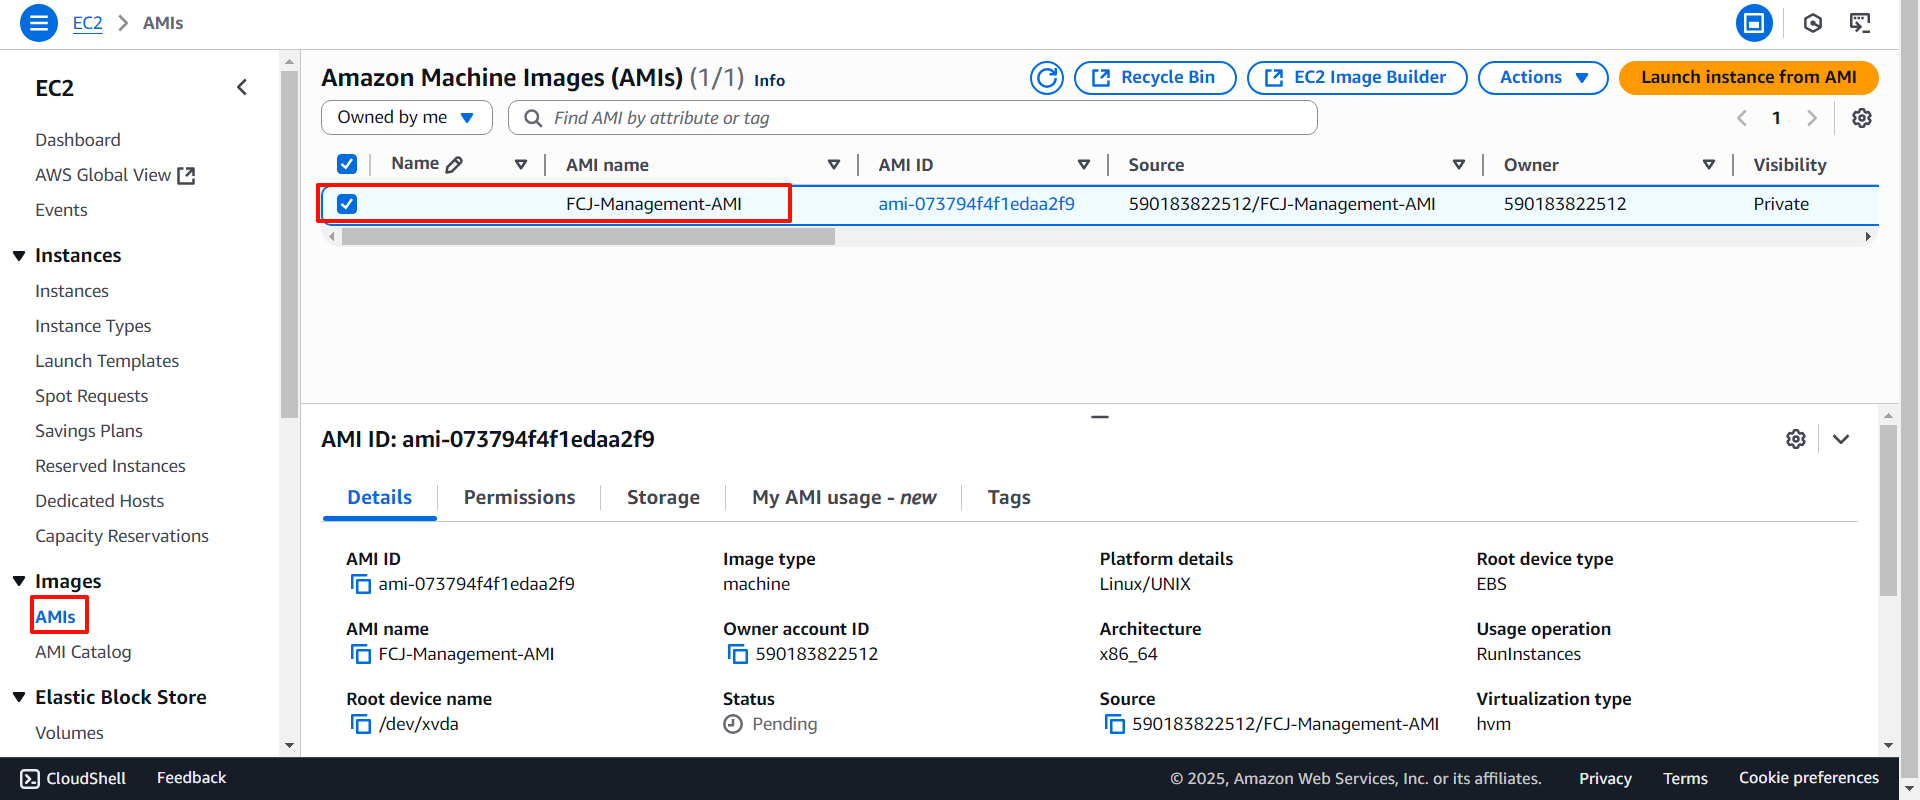 EC2 > AMIs
EC2
Dashboard
AWS Global View
Events
Instances
Instances
Instance Types
Launch Templates
Spot Requests
Savings Plans
Reserved Instances
Dedicated Hosts
Capacity Reservations
Images
AMIs
AMI Catalog
Elastic Block Store
Volumes
Amazon Machine Images (AMIs) (1/1) Info
Recycle Bin
EC2 Image Builder
Actions
Launch instance from AMI
Owned by me
Find AMI by attribute or tag
1
Name AMI name AMI ID Source Owner Visibility
FCJ-Management-AMI ami-073794f4f1edaa2f9 590183822512/FCJ-Management-AMI 590183822512 Private
AMI ID: ami-073794f4f1edaa2f9
Details Permissions Storage My AMI usage - new Tags
AMI ID Image type Platform details Root device type
ami-073794f4f1edaa2f9 machine Linux/UNIX EBS
AMI name Owner account ID Architecture Usage operation
FCJ-Management-AMI 590183822512 x86_64 RunInstances
Root device name Status Source Virtualization type
/dev/xvda Pending 590183822512/FCJ-Management-AMI hvm
CloudShell Feedback © 2025, Amazon Web Services, Inc. or its affiliates. Privacy Terms Cookie preferences